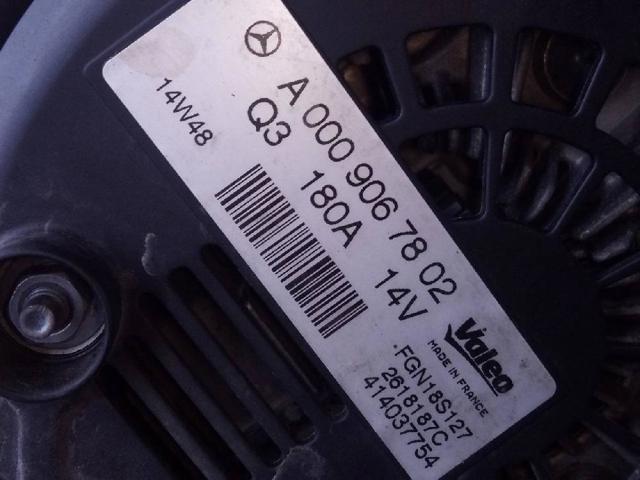 A 000 906 78 02
Q3 180A 14V
14W48
Valeo
MADE IN FRANCE
FGN18S127
2618187C
414037754